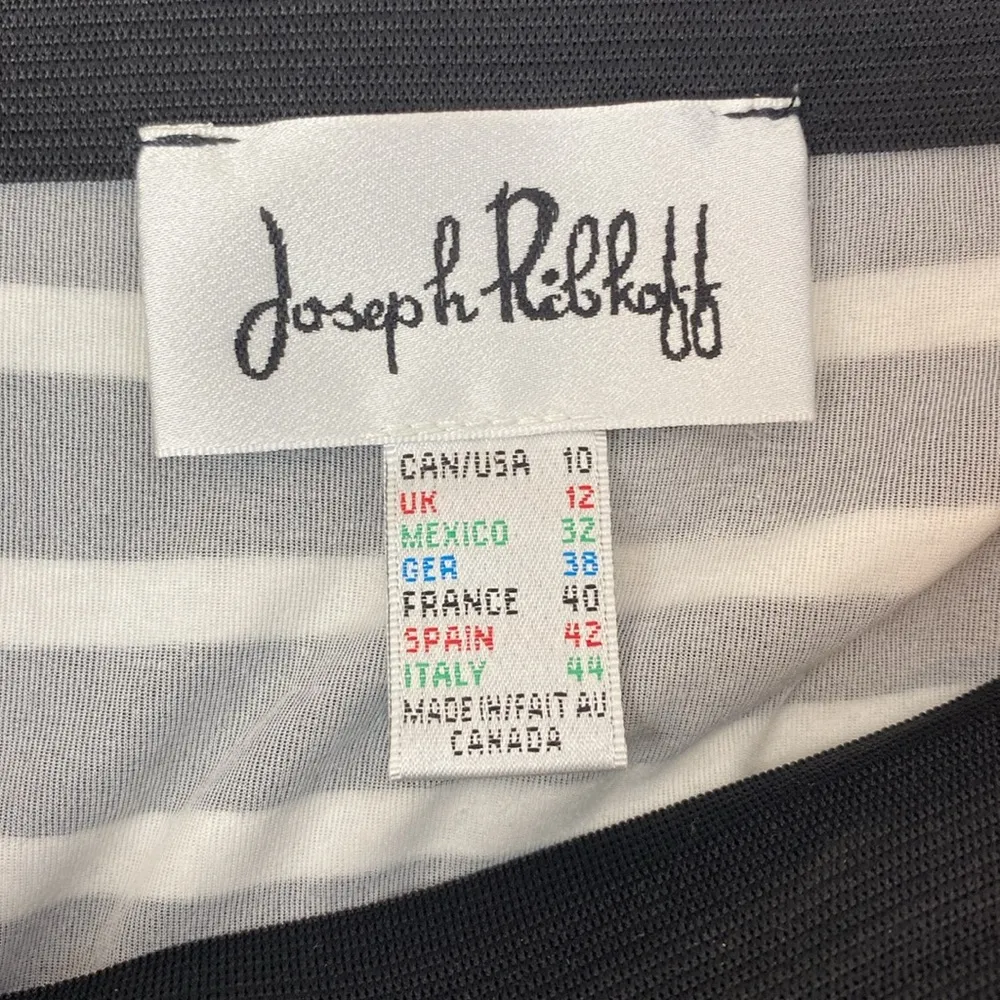 Joseph Ribkoff
CAN/USA 10
UK 12
MEXICO 32
GER 38
FRANCE 40
SPAIN 42
ITALY 44
MADE IN/FAIT AU
CANADA